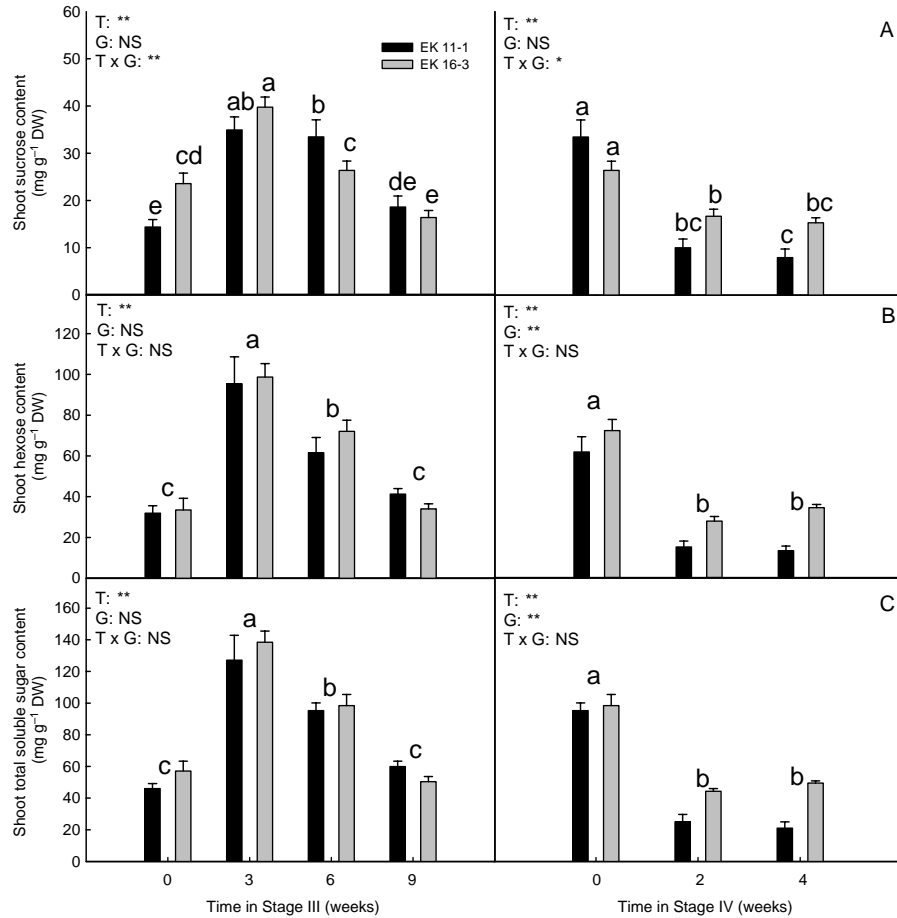 T: **
G: NS
T x G: **
EK 11-1
EK 16-3
T: **
G: NS
T x G: *
A
Shoot sucrose content
(mg g⁻¹ DW)
60
50
40
30
20
10
0
e
cd
ab
a
b
c
de
e
a
a
bc
b
c
bc
T: **
G: NS
T x G: NS
T: **
G: **
T x G: NS
B
Shoot hexose content
(mg g⁻¹ DW)
120
100
80
60
40
20
0
c
a
b
c
a
b
b
T: **
G: NS
T x G: NS
T: **
G: **
T x G: NS
C
Shoot total soluble sugar content
(mg g⁻¹ DW)
160
140
120
100
80
60
40
20
0
c
a
b
c
a
b
b
0 3 6 9
0 2 4
Time in Stage III (weeks)
Time in Stage IV (weeks)